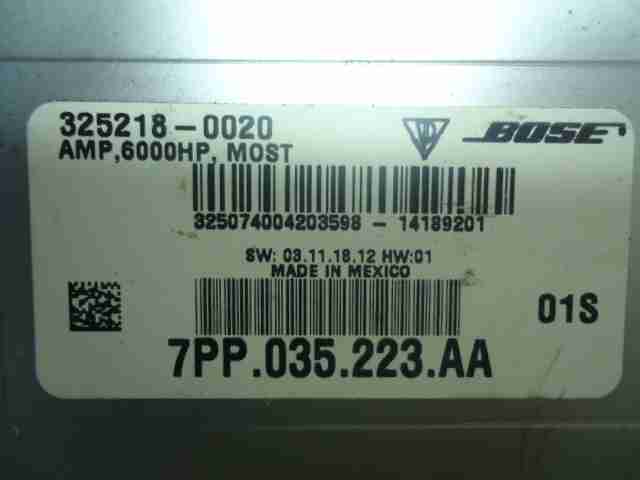 325218-0020
BOSE
AMP,6000HP, MOST
325074004203598 - 14189201
SW: 03.11.18.12 HW:01
MADE IN MEXICO
01S
7PP.035.223.AA